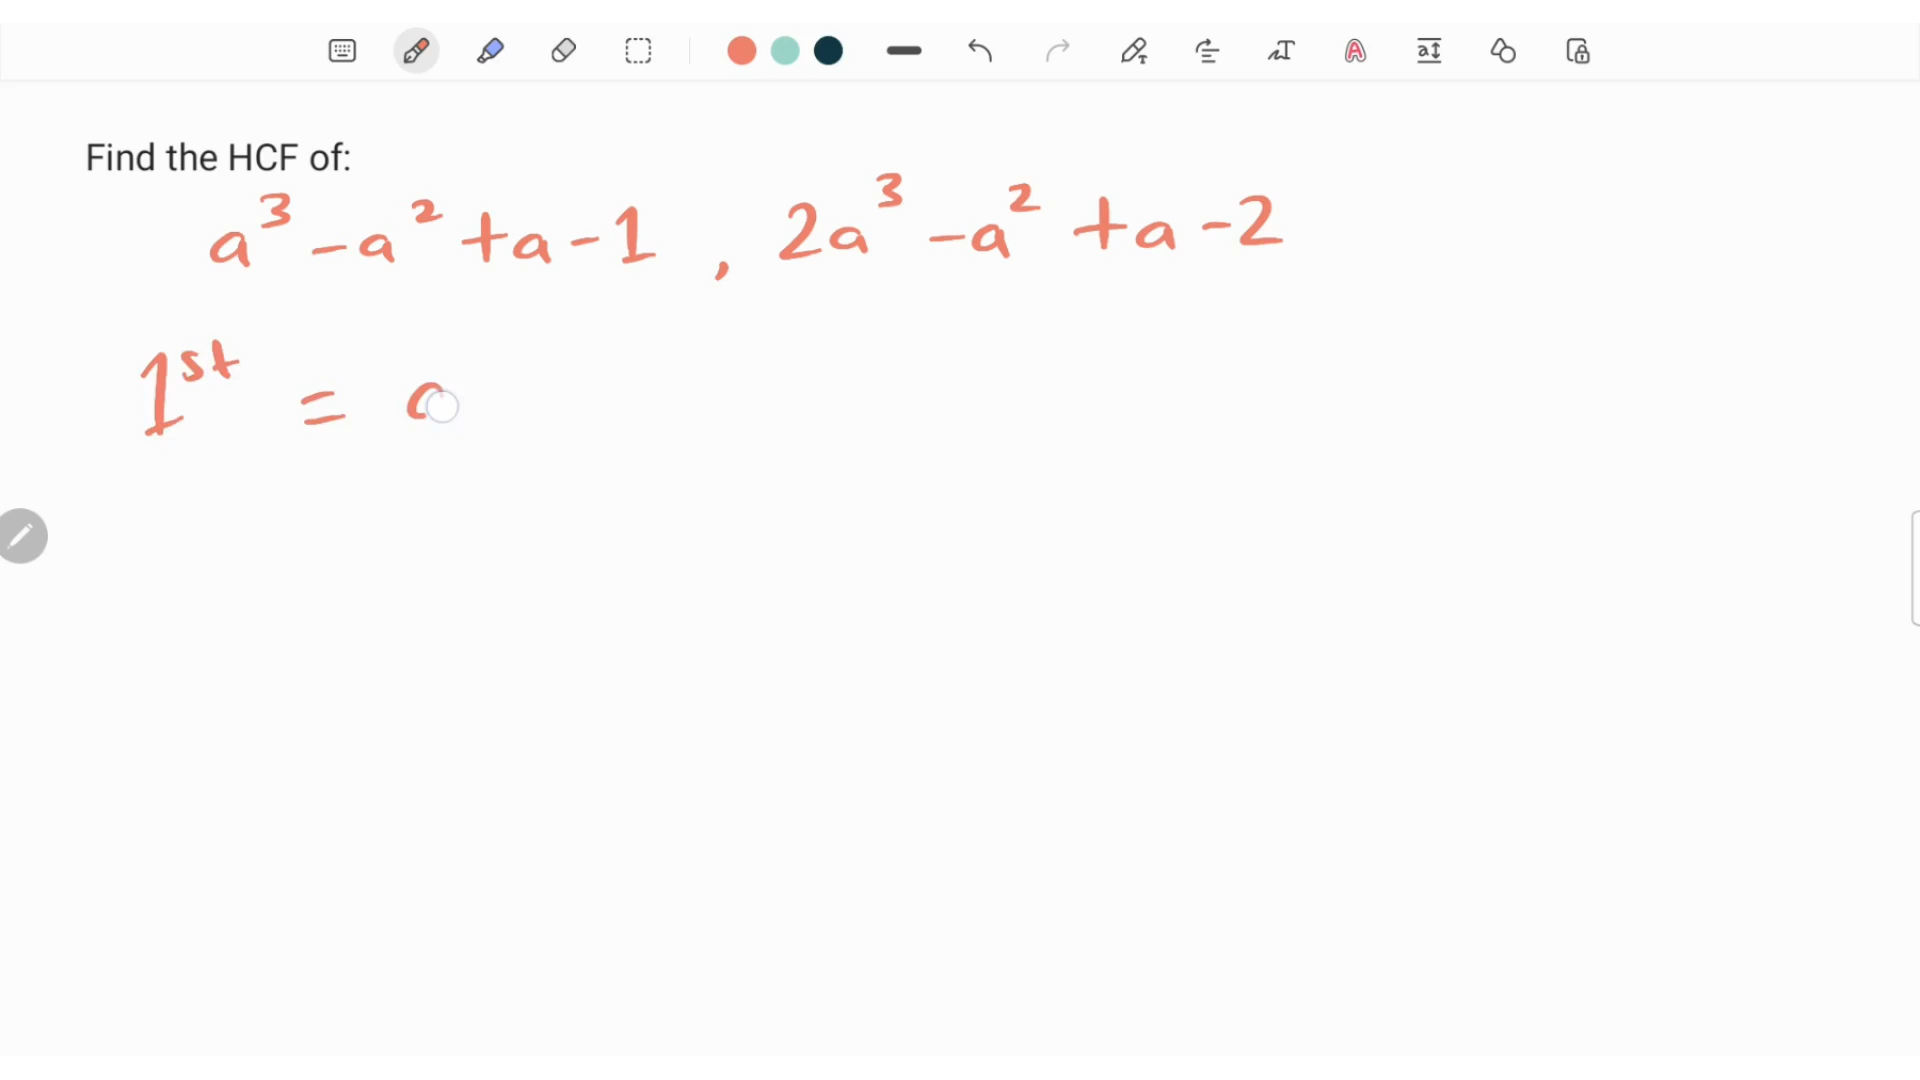 Find the HCF of:
a³ - a² + a - 1 , 2a³ - a² + a - 2
1ˢᵗ = a